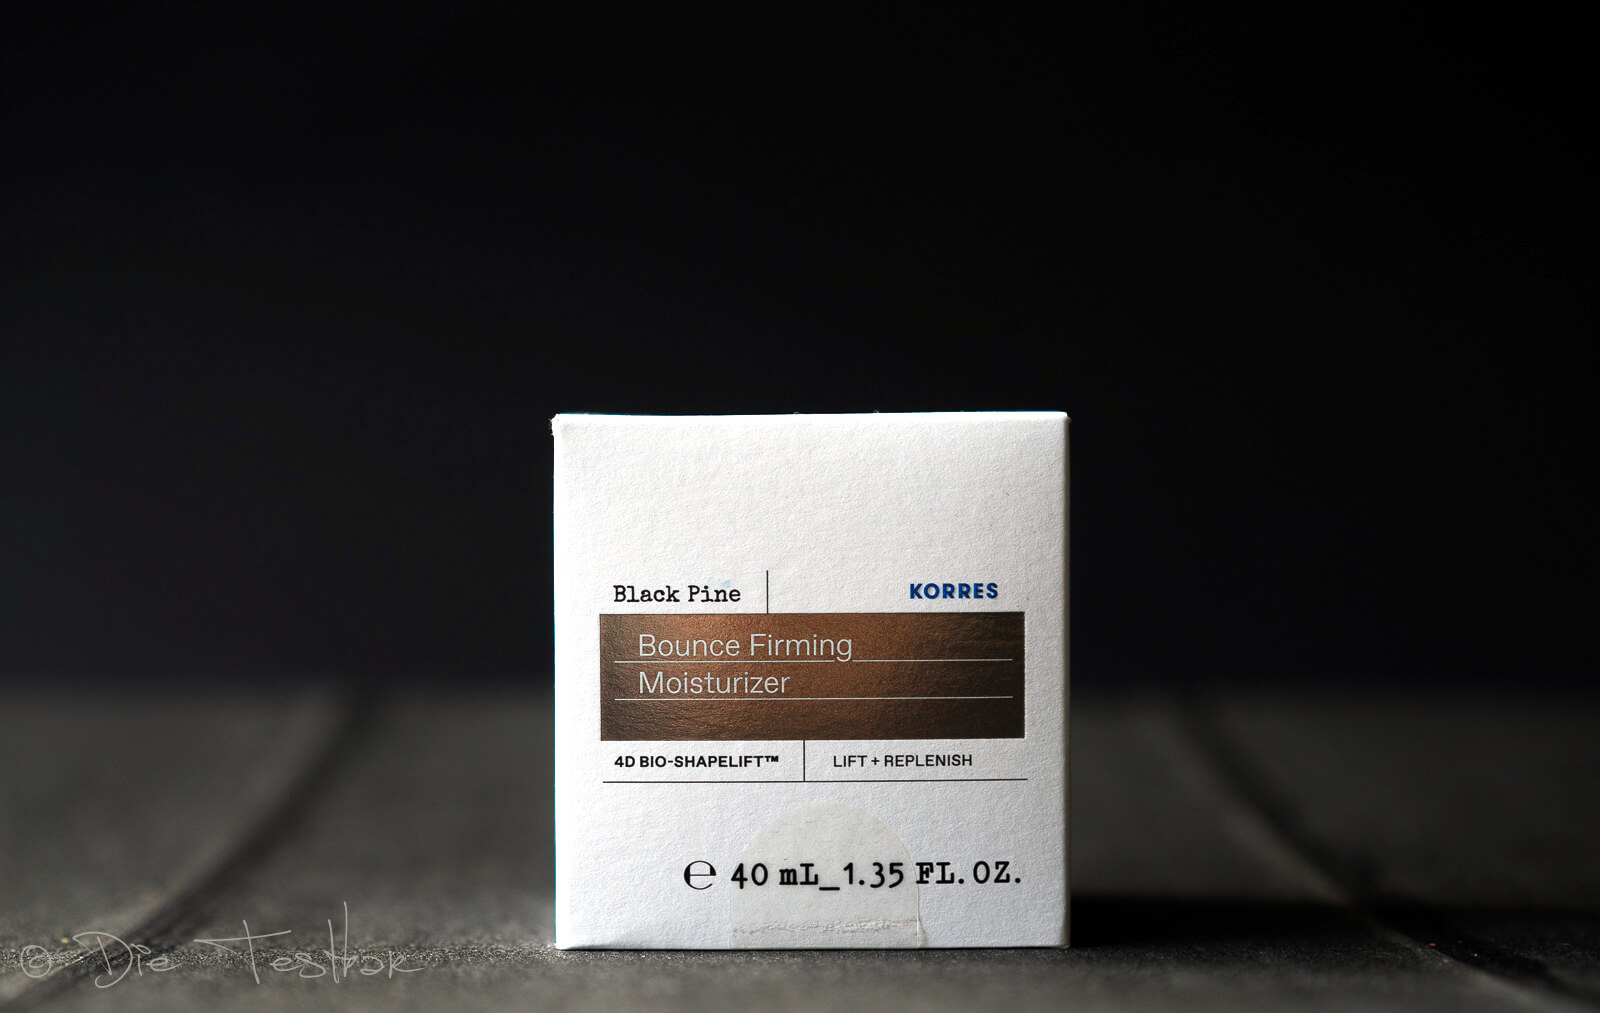 Black Pine
KORRES
Bounce Firming
Moisturizer
4D BIO-SHAPELIFT™
LIFT + REPLENISH
℮ 40 mL_1.35 FL.OZ.
© Die Testbar